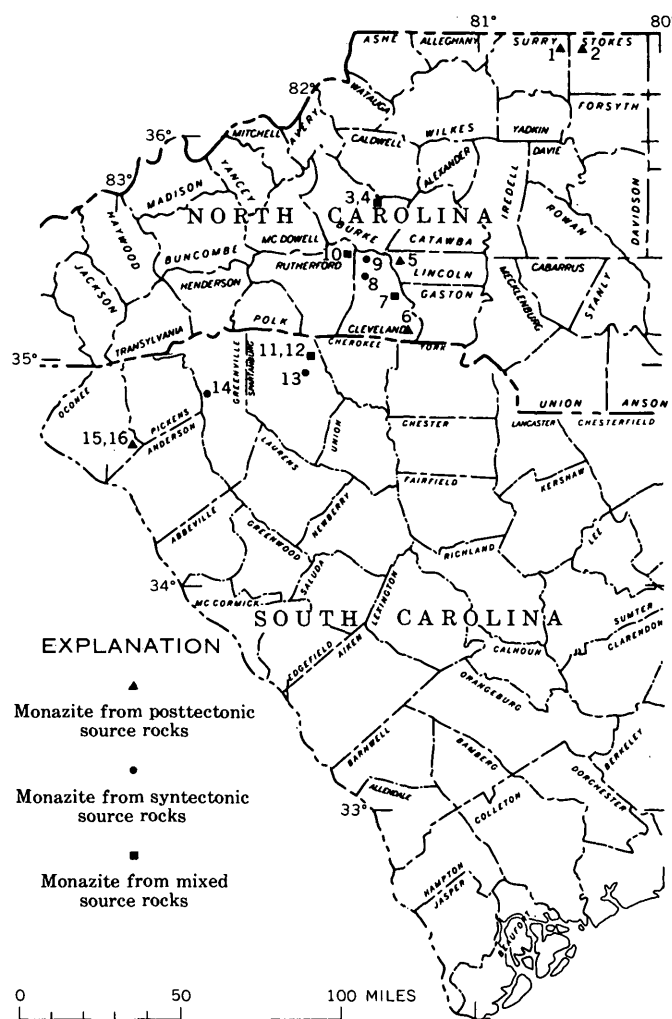 81°
80
ASHE
ALLEGHANY
SURRY
STOKES
1
2
82°
WATAUGA
FORSYTH
36°
MITCHELL
AVERY
CALDWELL
WILKES
YADKIN
DAVIE
83°
YANCEY
ALEXANDER
IREDELL
MADISON
3,4
ROWAN
DAVIDSON
HAYWOOD
NORTH CAROLINA
BURKE
BUNCOMBE
MC DOWELL
CATAWBA
10
9
5
JACKSON
RUTHERFORD
LINCOLN
CABARRUS
HENDERSON
8
MECKLENBURG
STANLY
7
GASTON
POLK
6
CLEVELAND
TRANSYLVANIA
CHEROKEE
YORK
35°
11,12
GREENVILLE
SPARTANBURG
13
OCONEE
14
UNION
ANSON
PICKENS
CHESTER
LANCASTER
CHESTERFIELD
15,16
ANDERSON
LAURENS
UNION
FAIRFIELD
KERSHAW
ABBEVILLE
NEWBERRY
GREENWOOD
RICHLAND
LEE
34°
SALUDA
LEXINGTON
MC CORMICK
SOUTH CAROLINA
SUMTER
CLARENDON
EXPLANATION
EDGEFIELD
AIKEN
CALHOUN
ORANGEBURG
Monazite from posttectonic
source rocks
BARNWELL
BAMBERG
BERKELEY
DORCHESTER
Monazite from syntectonic
source rocks
ALLENDALE
33°
COLLETON
Monazite from mixed
source rocks
HAMPTON
JASPER
BEAUFORT
0 50 100 MILES